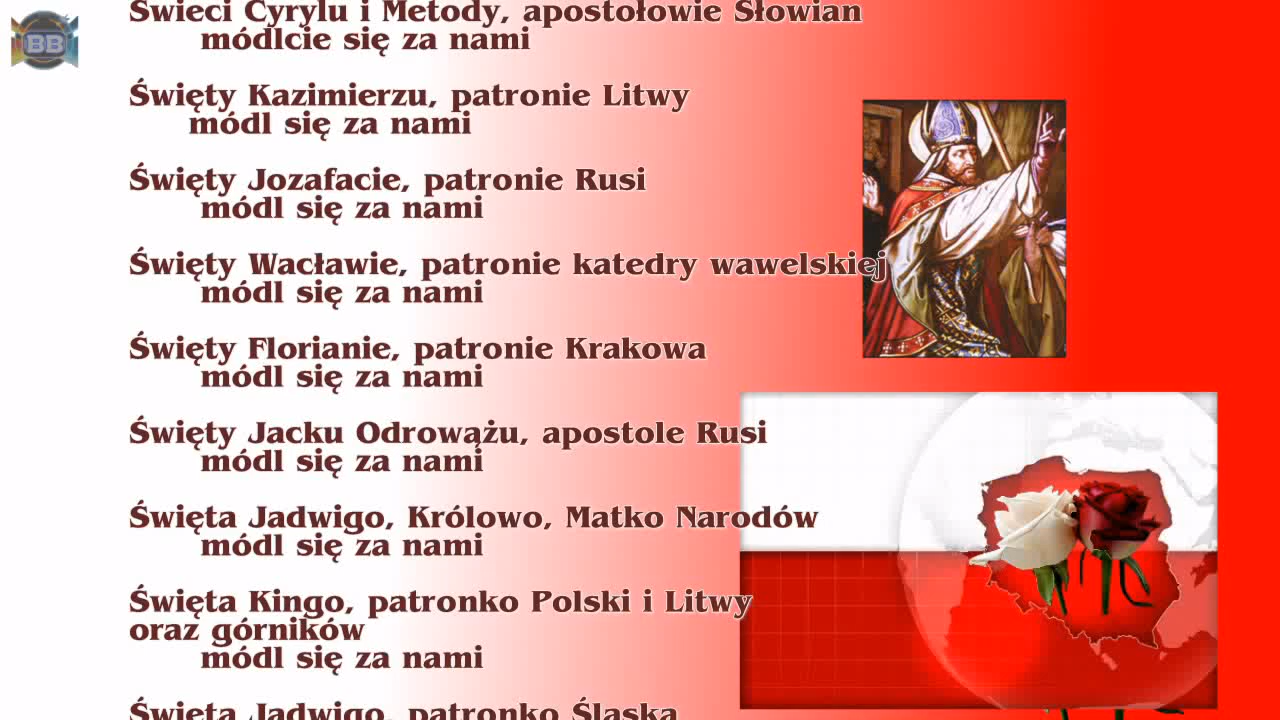 Świeci Cyrylu i Metody, apostołowie Słowian
módlcie się za nami
Święty Kazimierzu, patronie Litwy
módl się za nami
Święty Jozafacie, patronie Rusi
módl się za nami
Święty Wacławie, patronie katedry wawelskiej
módl się za nami
Święty Florianie, patronie Krakowa
módl się za nami
Święty Jacku Odrowążu, apostole Rusi
módl się za nami
Święta Jadwigo, Królowo, Matko Narodów
módl się za nami
Święta Kingo, patronko Polski i Litwy
oraz górników
módl się za nami
Święta Jadwigo, patronko Śląska
BB